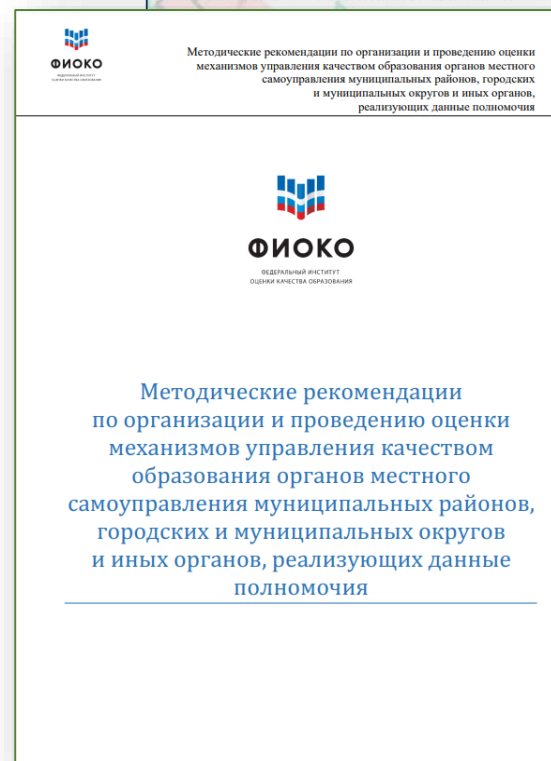 ФИОКО
ФЕДЕРАЛЬНЫЙ ИНСТИТУТ
ОЦЕНКИ КАЧЕСТВА ОБРАЗОВАНИЯ
Методические рекомендации по организации и проведению оценки
механизмов управления качеством образования органов местного
самоуправления муниципальных районов, городских
и муниципальных округов и иных органов,
реализующих данные полномочия
ФИОКО
ФЕДЕРАЛЬНЫЙ ИНСТИТУТ
ОЦЕНКИ КАЧЕСТВА ОБРАЗОВАНИЯ
Методические рекомендации
по организации и проведению оценки
механизмов управления качеством
образования органов местного
самоуправления муниципальных районов,
городских и муниципальных округов
и иных органов, реализующих данные
полномочия